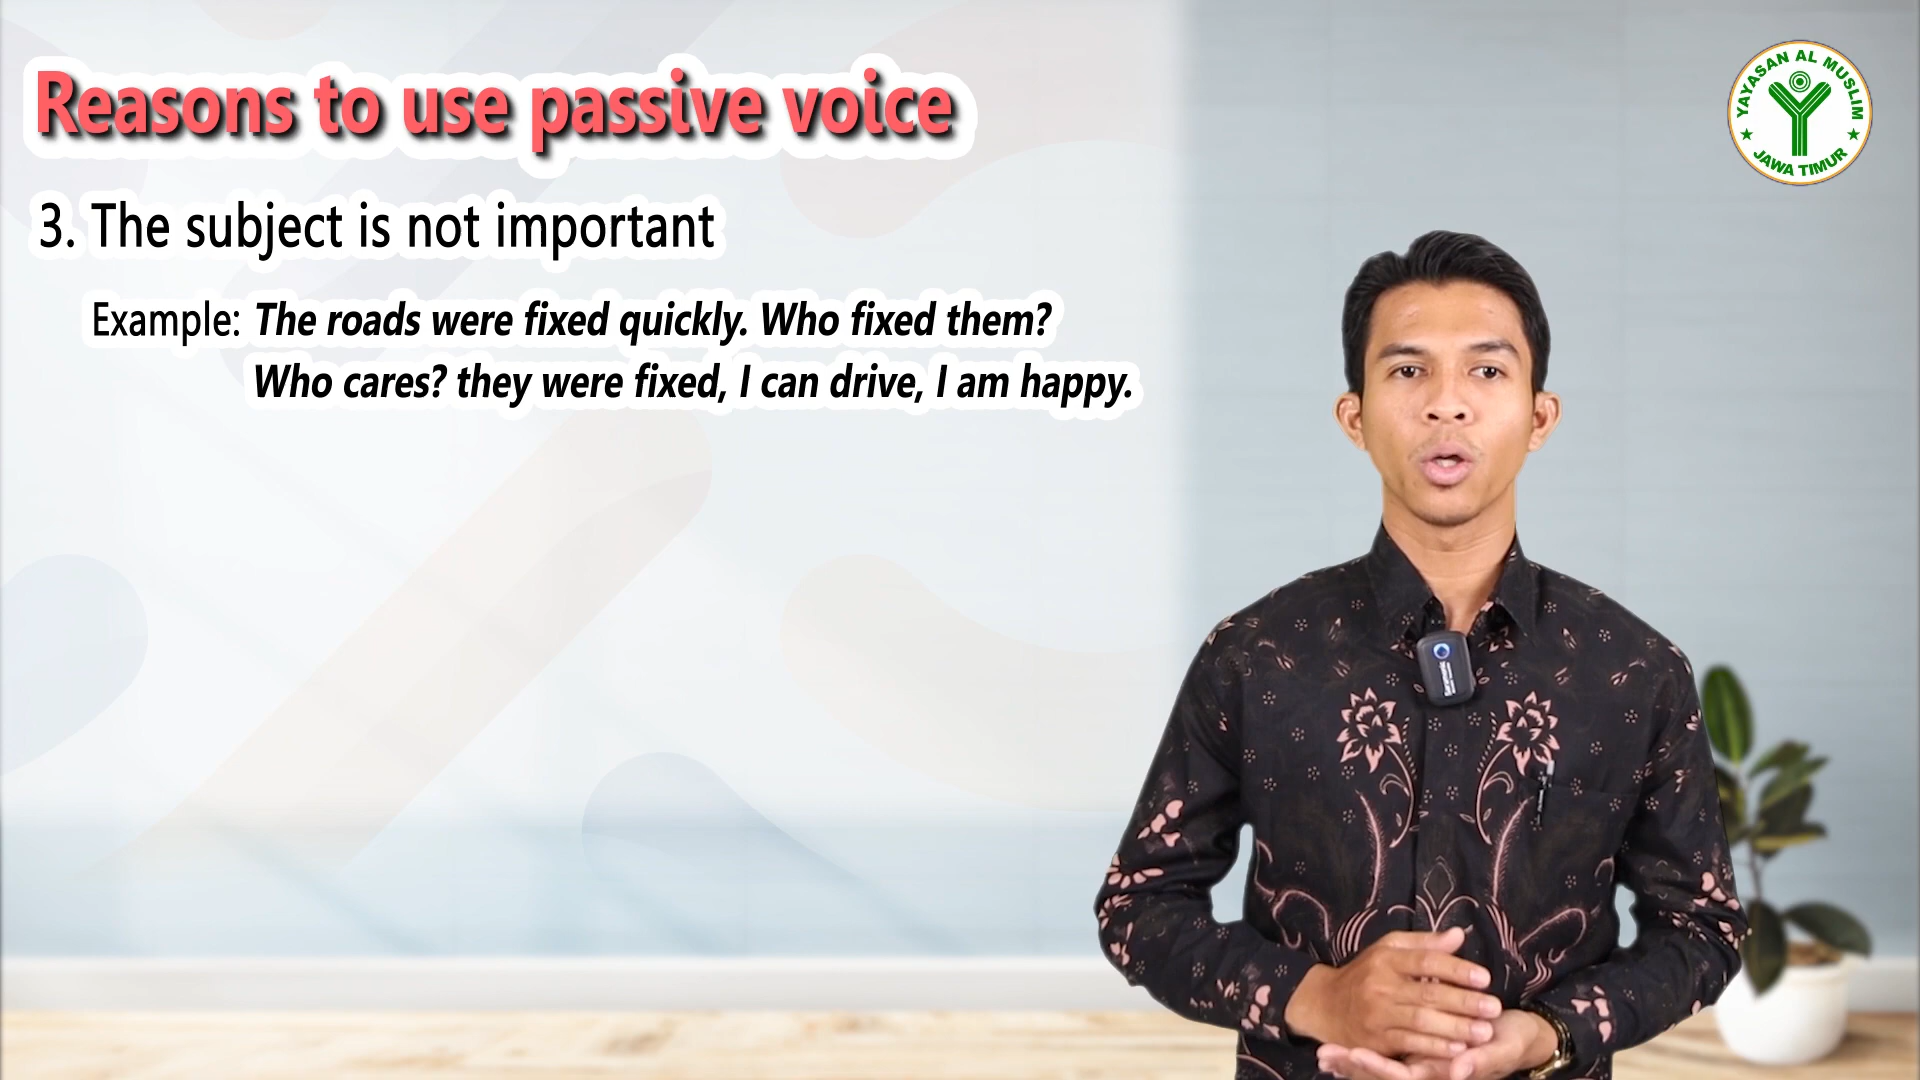 Reasons to use passive voice
3. The subject is not important
Example: The roads were fixed quickly. Who fixed them?
Who cares? they were fixed, I can drive, I am happy.
YAYASAN AL MUSLIM
JAWA TIMUR